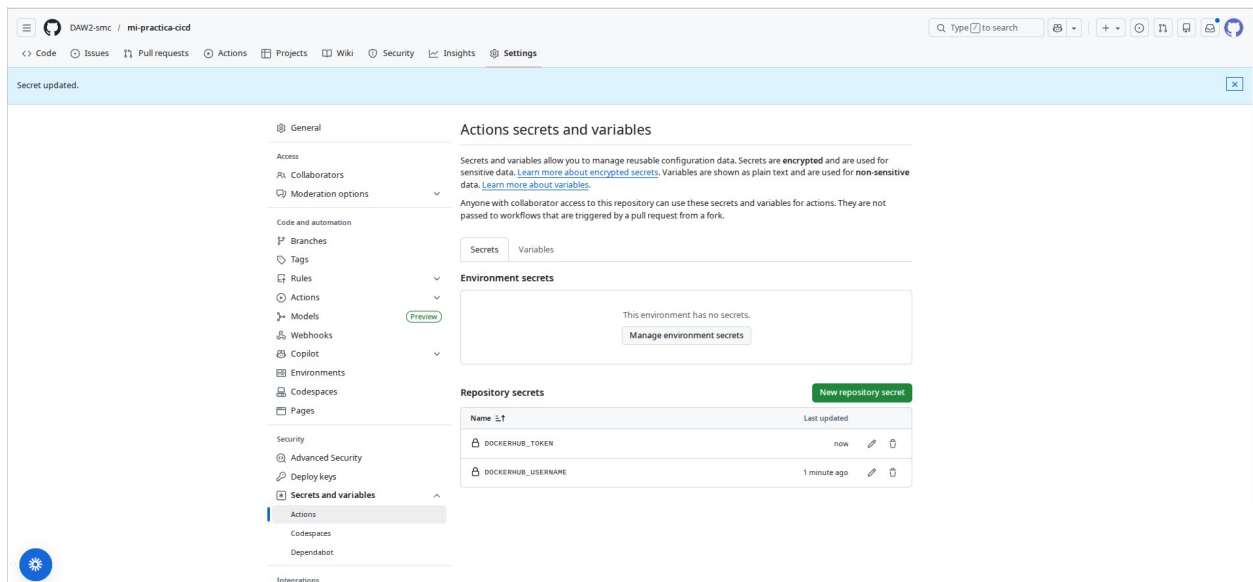 DAW2-smc / mi-practica-cicd
Type / to search
Code Issues Pull requests Actions Projects Wiki Security Insights Settings
Secret updated.
General
Access
Collaborators
Moderation options
Code and automation
Branches
Tags
Rules
Actions
Models Preview
Webhooks
Copilot
Environments
Codespaces
Pages
Security
Advanced Security
Deploy keys
Secrets and variables
Actions
Codespaces
Dependabot
Integrations
Actions secrets and variables
Secrets and variables allow you to manage reusable configuration data. Secrets are encrypted and are used for
sensitive data. Learn more about encrypted secrets. Variables are shown as plain text and are used for non-sensitive
data. Learn more about variables.
Anyone with collaborator access to this repository can use these secrets and variables for actions. They are not
passed to workflows that are triggered by a pull request from a fork.
Secrets Variables
Environment secrets
This environment has no secrets.
Manage environment secrets
Repository secrets New repository secret
Name Last updated
DOCKERHUB_TOKEN now
DOCKERHUB_USERNAME 1 minute ago